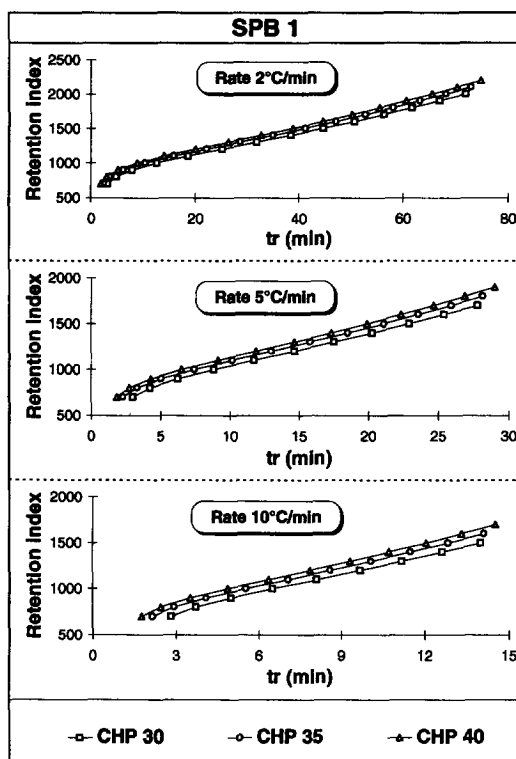 SPB 1
Rate 2°C/min
Retention index
2500
2000
1500
1000
500
0
20
40
60
80
tr (min)
Rate 5°C/min
Retention index
2000
1500
1000
500
0
5
10
15
20
25
30
tr (min)
Rate 10°C/min
Retention index
2000
1500
1000
500
0
3
6
9
12
15
tr (min)
CHP 30
CHP 35
CHP 40